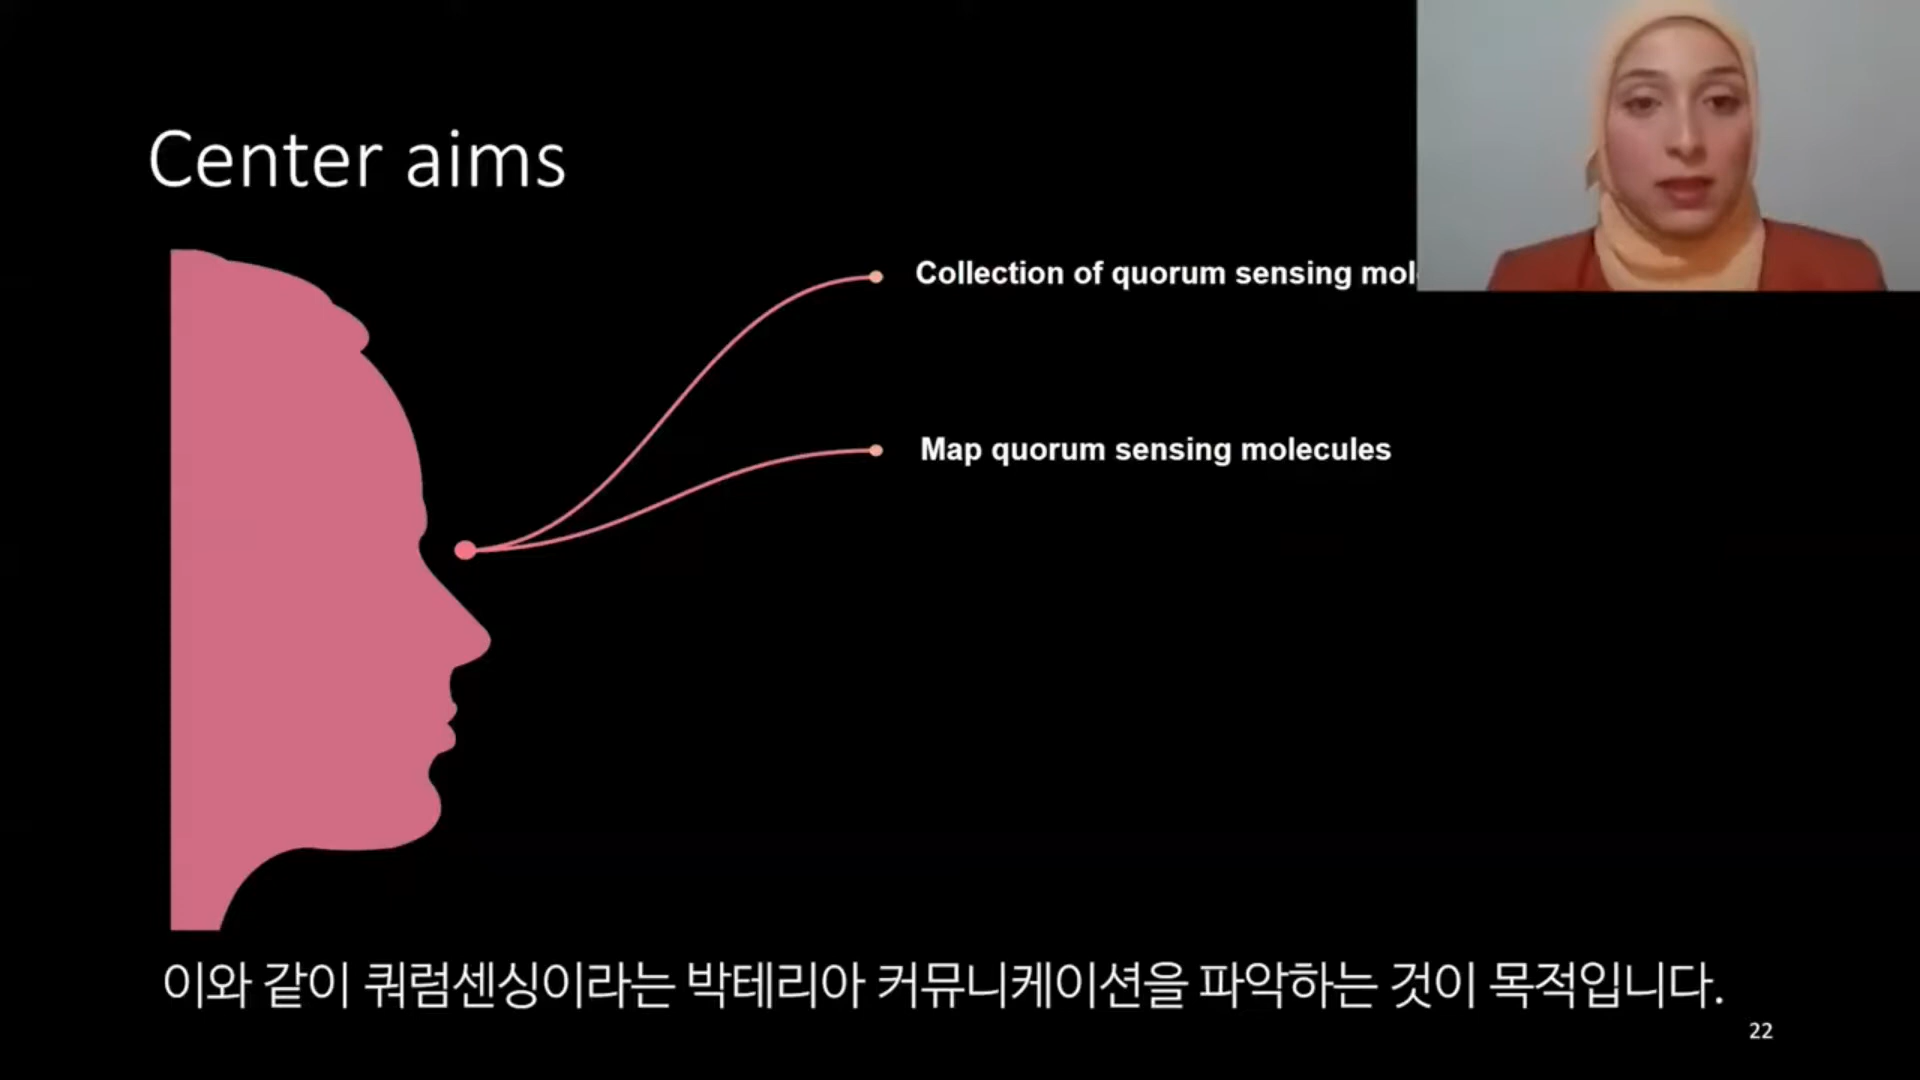 Center aims
Collection of quorum sensing
Map quorum sensing molecules
이와 같이 쿼럼센싱이라는 박테리아 커뮤니케이션을 파악하는 것이 목적입니다.
22